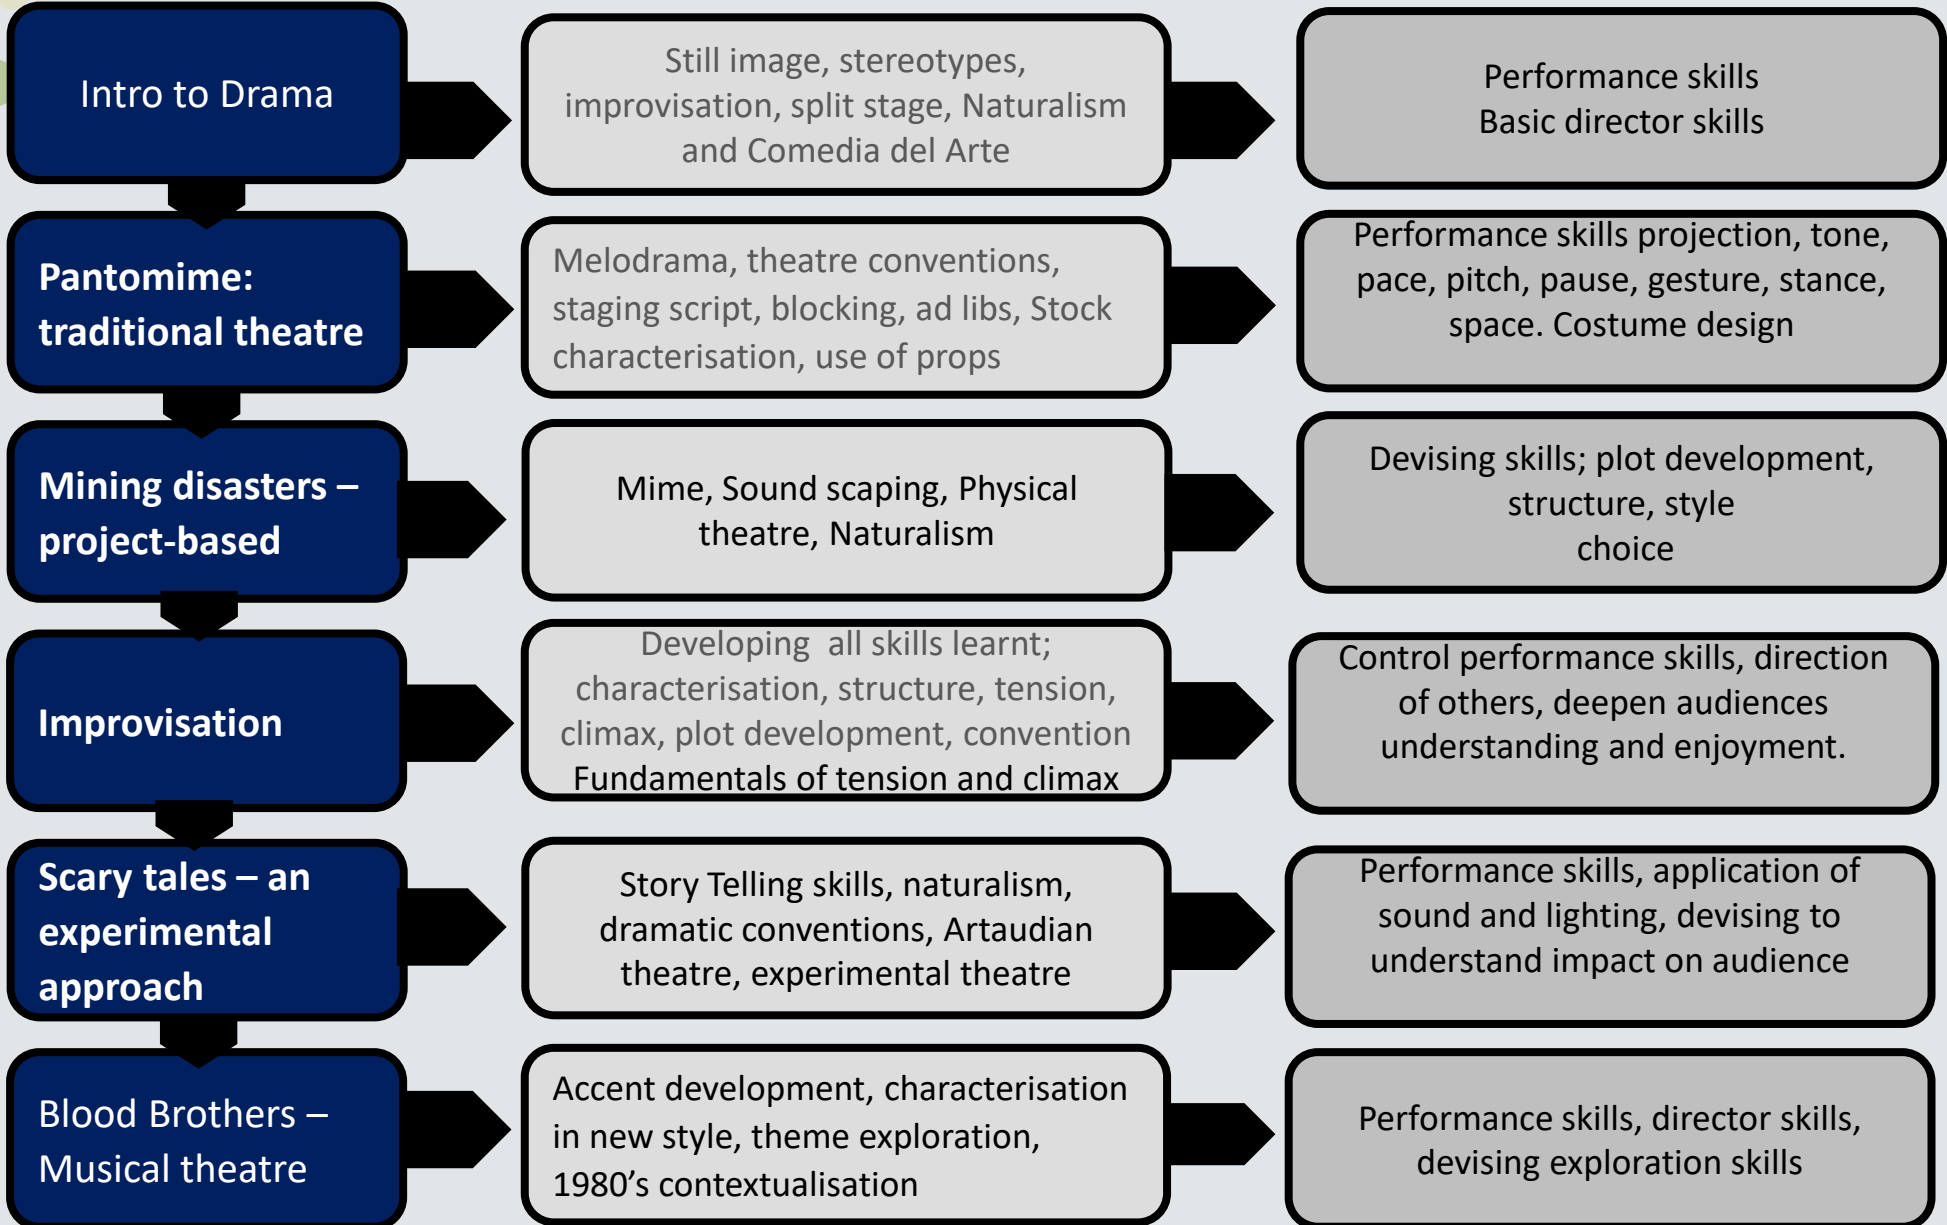 Intro to Drama
Still image, stereotypes,
improvisation, split stage, Naturalism
and Comedia del Arte
Performance skills
Basic director skills
Pantomime:
traditional theatre
Melodrama, theatre conventions,
staging script, blocking, ad libs, Stock
characterisation, use of props
Performance skills projection, tone,
pace, pitch, pause, gesture, stance,
space. Costume design
Mining disasters –
project-based
Mime, Sound scaping, Physical
theatre, Naturalism
Devising skills; plot development,
structure, style
choice
Improvisation
Developing  all skills learnt;
characterisation, structure, tension,
climax, plot development, convention
Fundamentals of tension and climax
Control performance skills, direction
of others, deepen audiences
understanding and enjoyment.
Scary tales – an
experimental
approach
Story Telling skills, naturalism,
dramatic conventions, Artaudian
theatre, experimental theatre
Performance skills, application of
sound and lighting, devising to
understand impact on audience
Blood Brothers –
Musical theatre
Accent development, characterisation
in new style, theme exploration,
1980’s contextualisation
Performance skills, director skills,
devising exploration skills